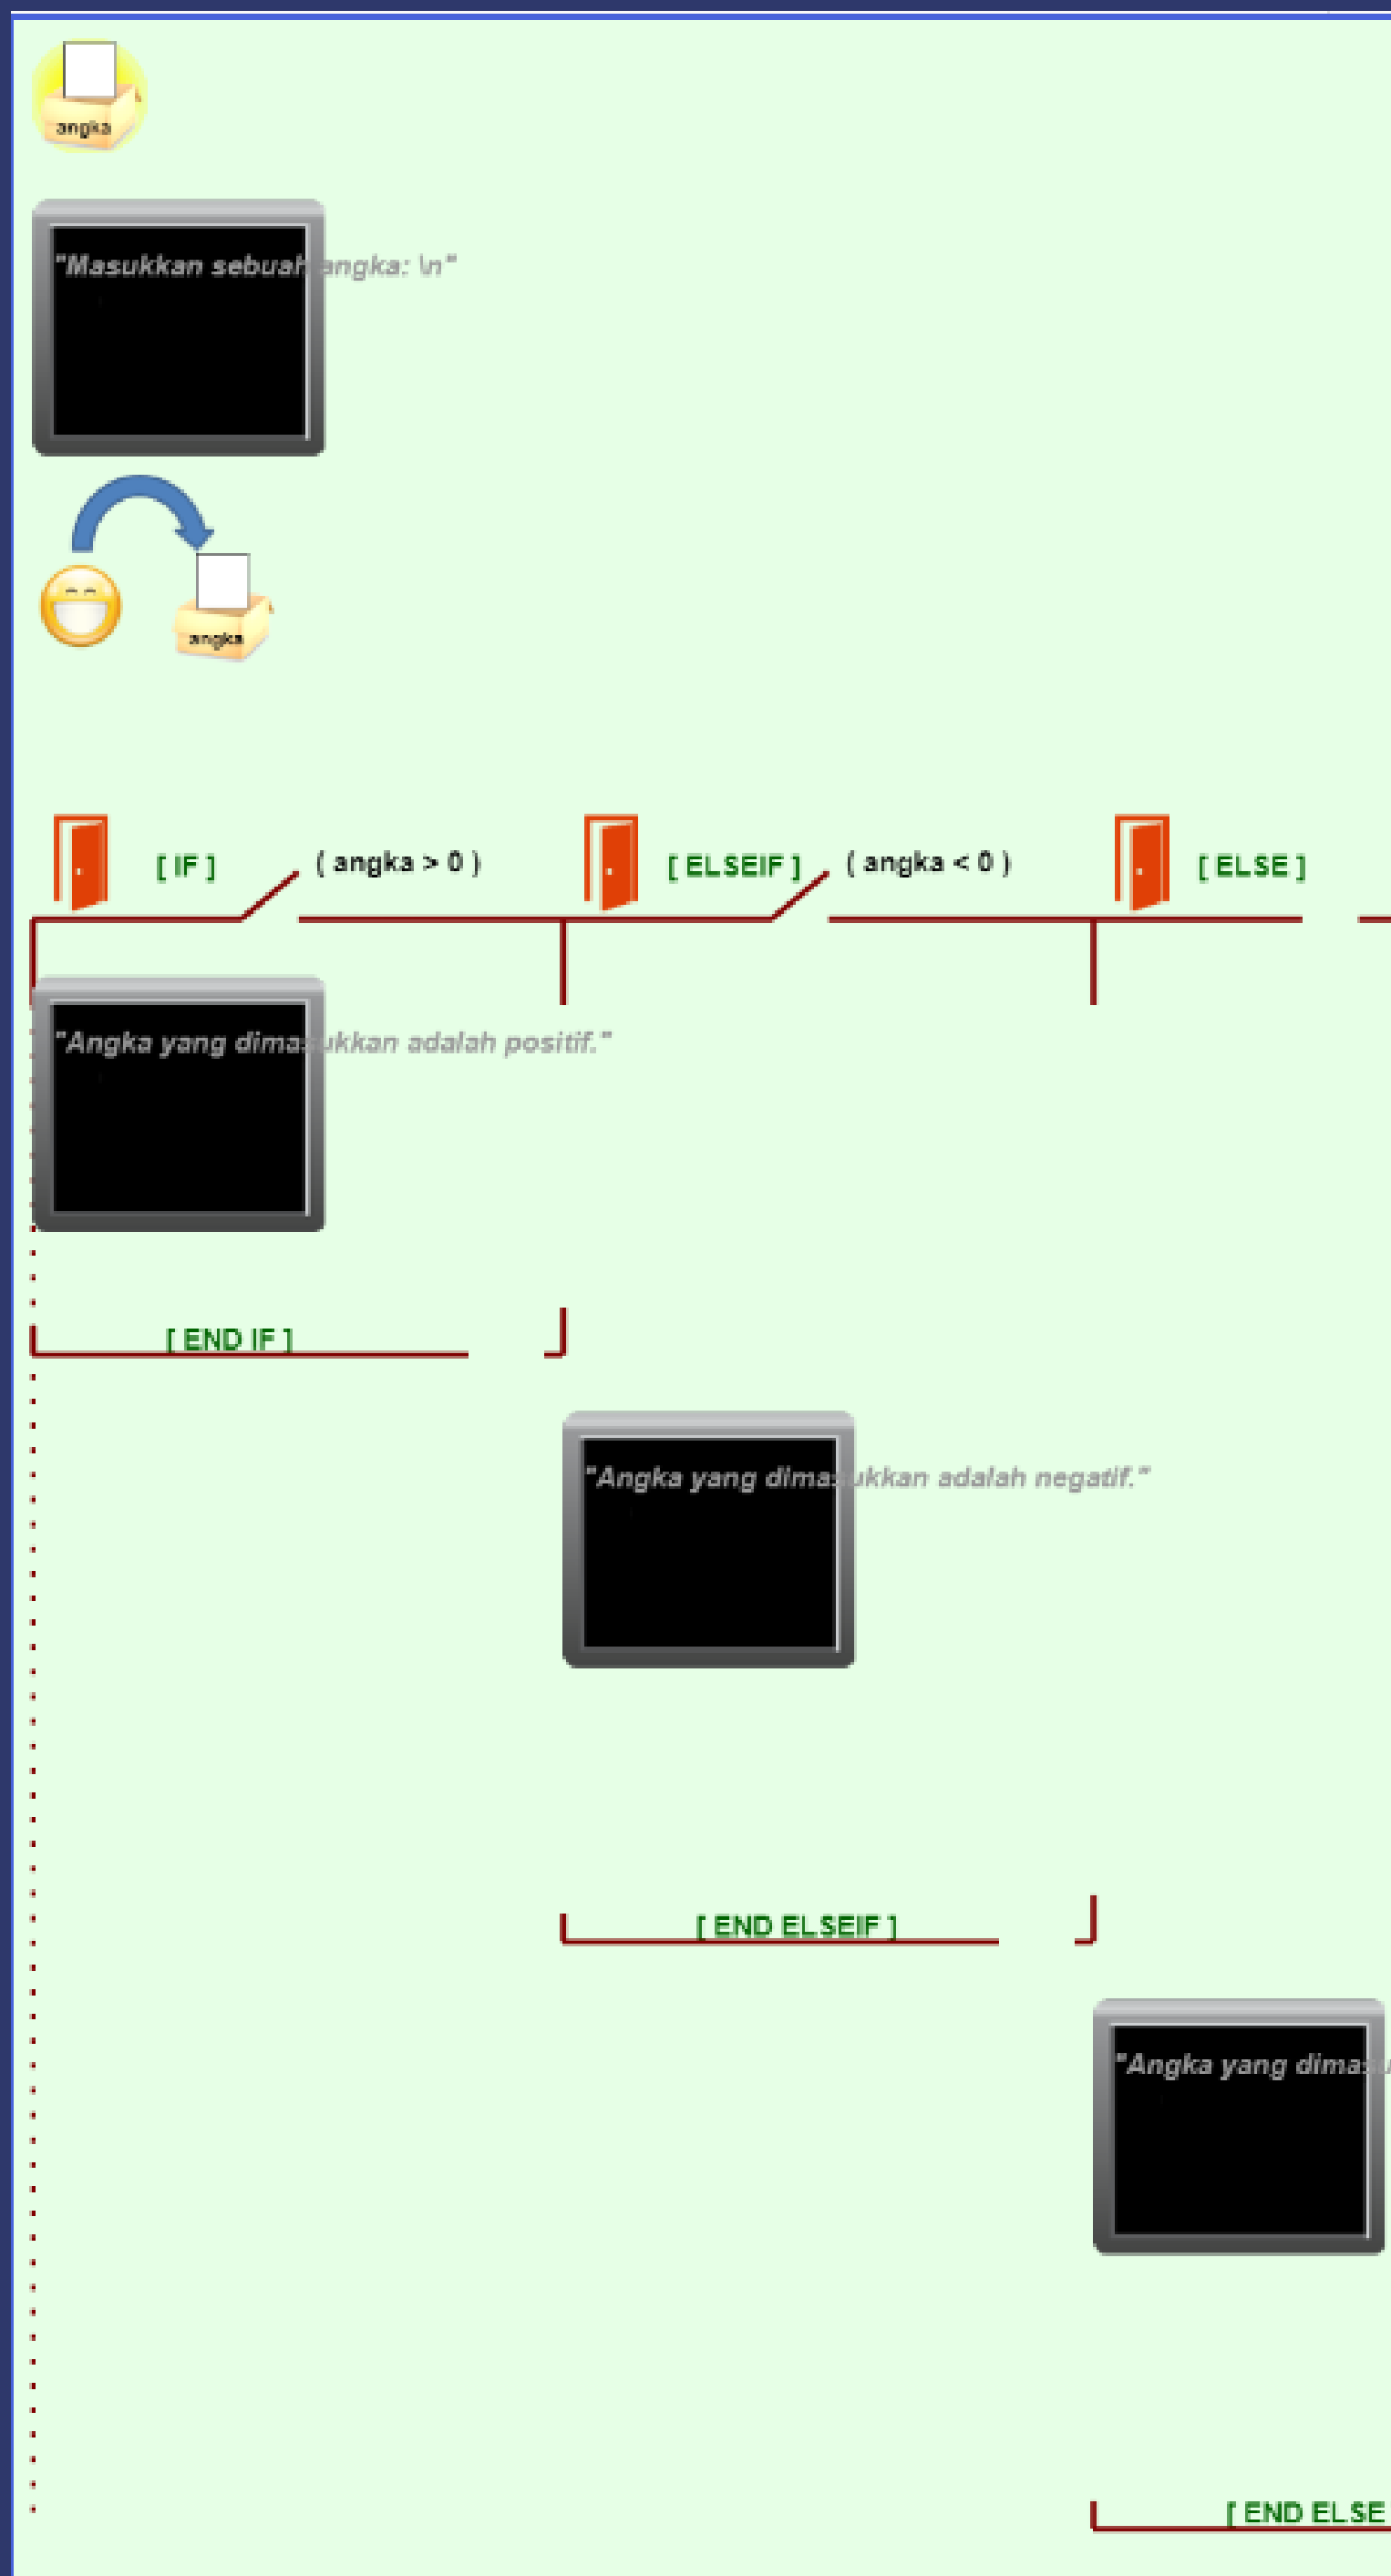 angka
"Masukkan sebuah angka: \n"
angka
[ IF ] ( angka > 0 ) [ ELSEIF ] ( angka < 0 ) [ ELSE ]
"Angka yang dimasukkan adalah positif."
[ END IF ]
"Angka yang dimasukkan adalah negatif."
[ END ELSEIF ]
"Angka yang
[ END ELSE